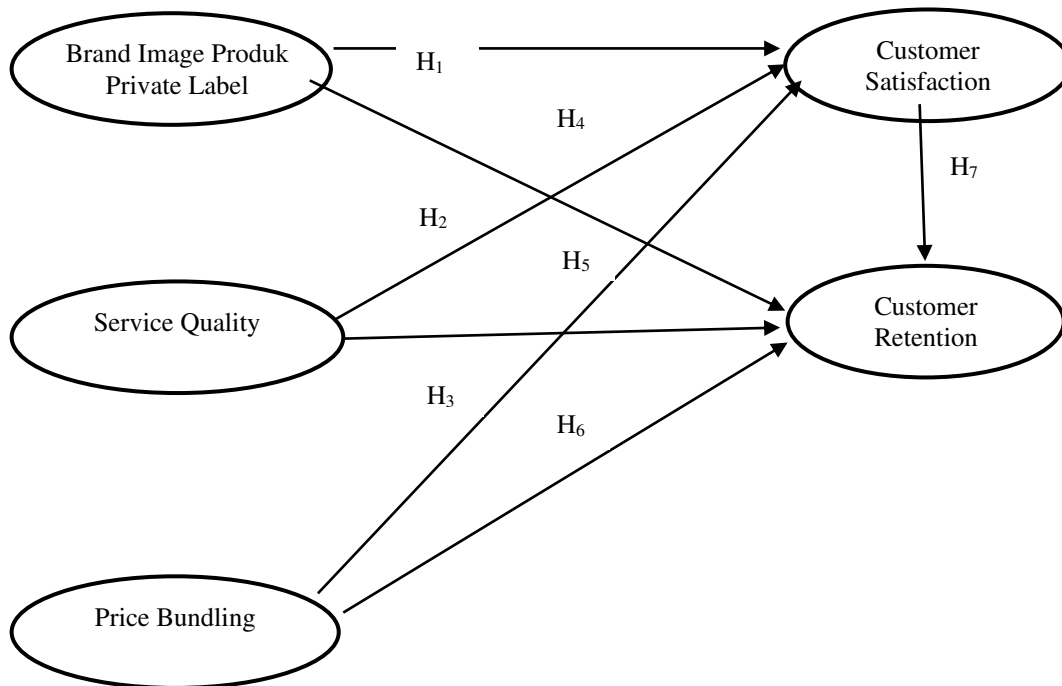 Brand Image Produk
Private Label
H₁
Customer
Satisfaction
H₄
H₇
H₂
H₅
Service Quality
Customer
Retention
H₃
H₆
Price Bundling